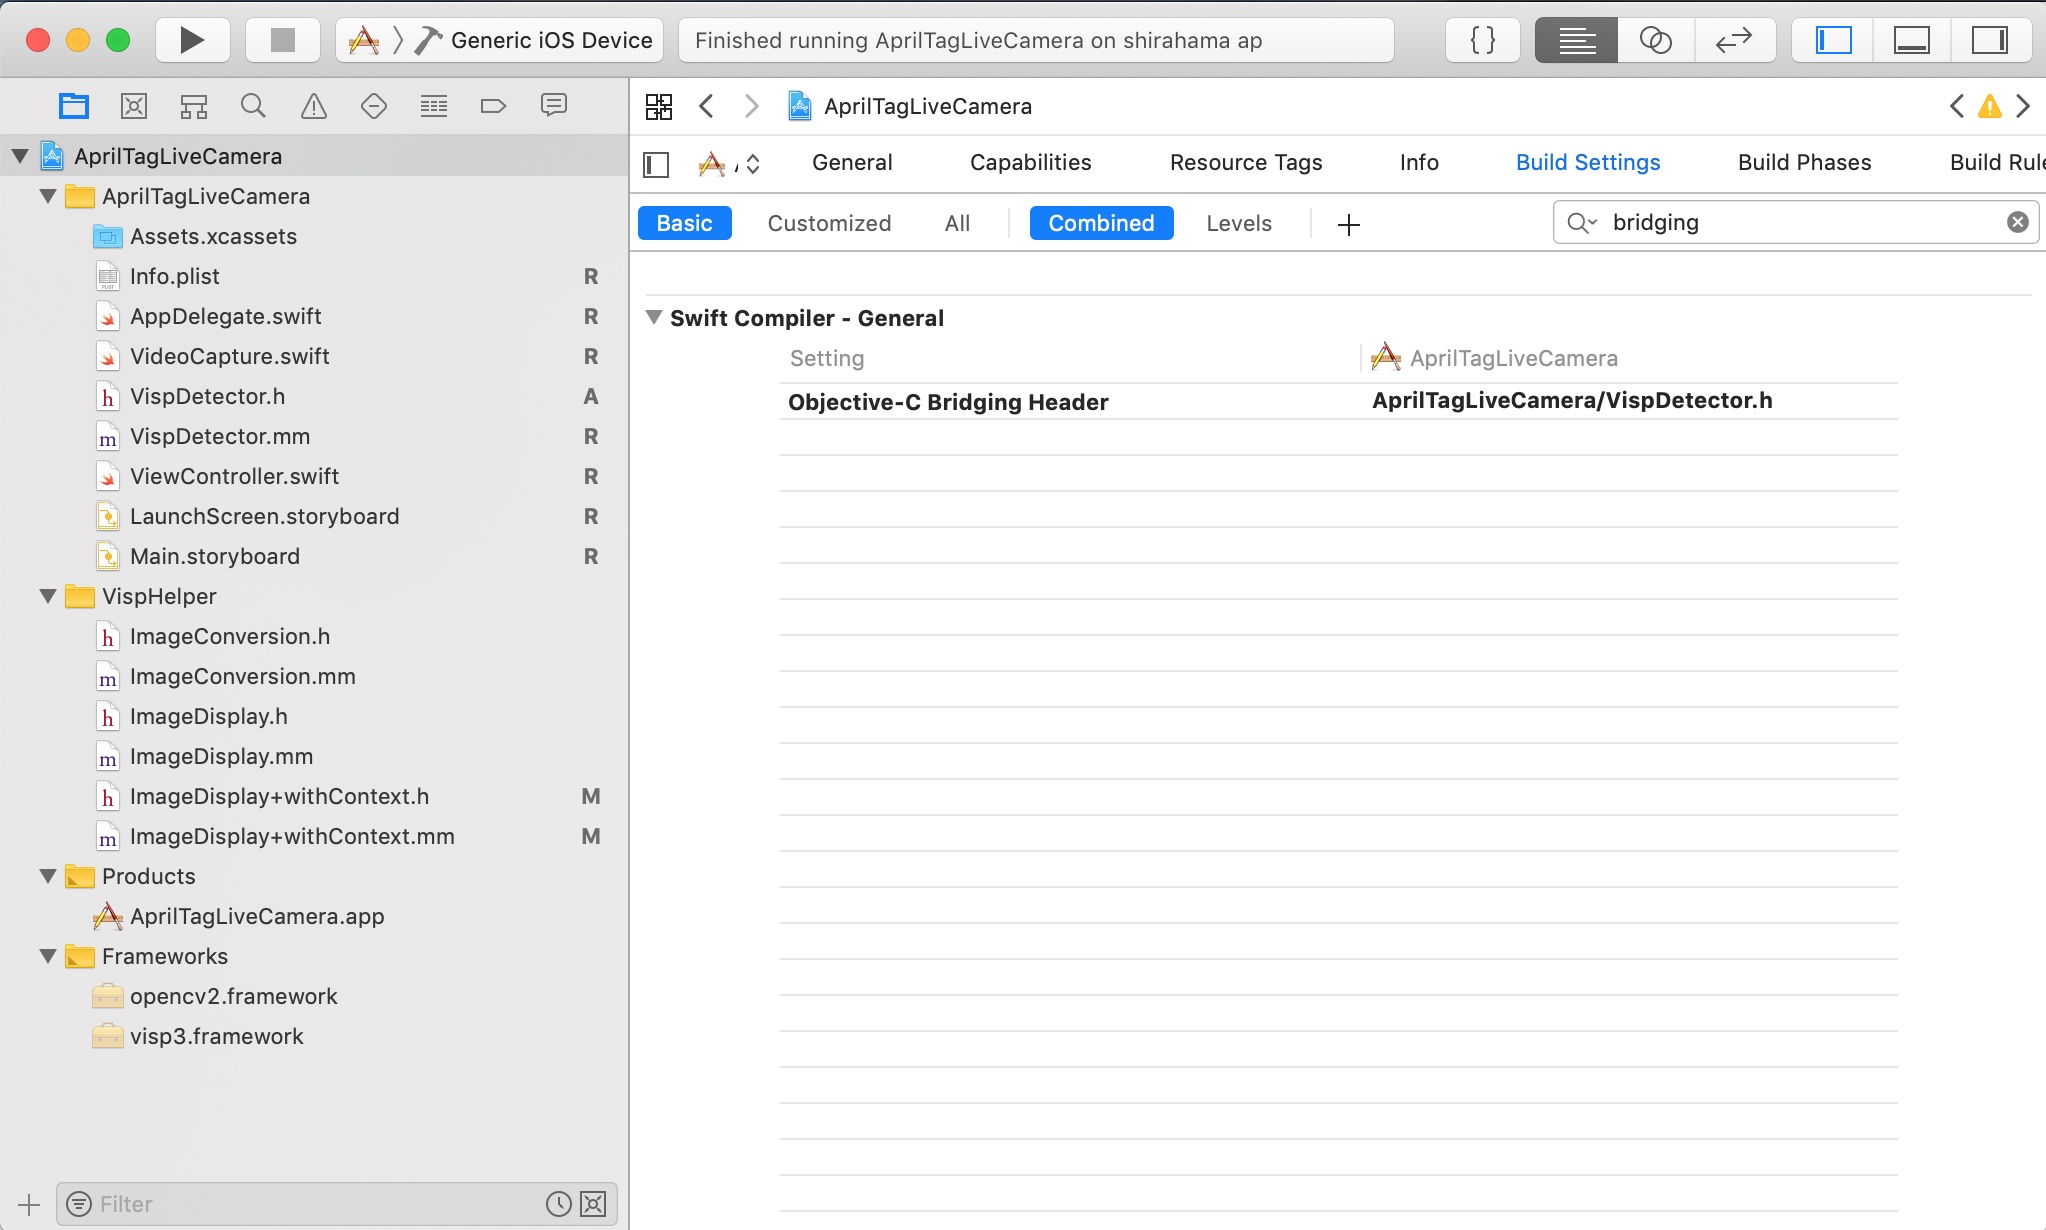 Generic iOS Device
Finished running AprilTagLiveCamera on shirahama ap
AprilTagLiveCamera
AprilTagLiveCamera
Assets.xcassets
Info.plist R
AppDelegate.swift R
VideoCapture.swift R
VispDetector.h A
VispDetector.mm R
ViewController.swift R
LaunchScreen.storyboard R
Main.storyboard R
VispHelper
ImageConversion.h
ImageConversion.mm
ImageDisplay.h
ImageDisplay.mm
ImageDisplay+withContext.h M
ImageDisplay+withContext.mm M
Products
AprilTagLiveCamera.app
Frameworks
opencv2.framework
visp3.framework
Filter
AprilTagLiveCamera
General Capabilities Resource Tags Info Build Settings Build Phases Build Rule
Basic Customized All Combined Levels + bridging
Swift Compiler - General
Setting AprilTagLiveCamera
Objective-C Bridging Header AprilTagLiveCamera/VispDetector.h